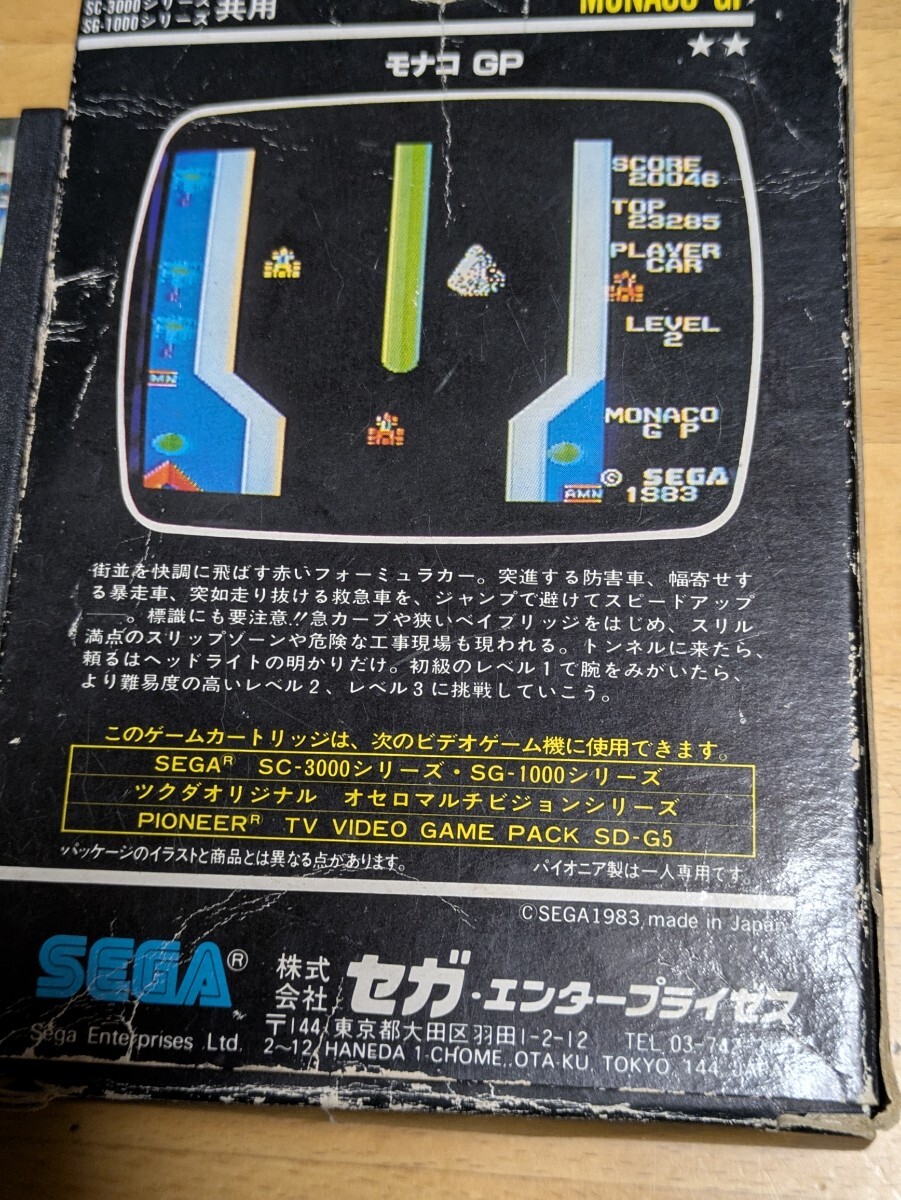 SC-3000シリーズ
SG-1000シリーズ 共用
MONACO GP
★★
モナコ GP
SCORE
20046
TOP
23285
PLAYER
CAR
LEVEL
2
MONACO
G P
© SEGA
1983
AMN
街並を快調に飛ばす赤いフォーミュラカー。突進する防害車、幅寄せす
る暴走車、突如走り抜ける救急車を、ジャンプで避けてスピードアップ
──。標識にも要注意!!急カーブや狭いベイブリッジをはじめ、スリル
満点のスリップゾーンや危険な工事現場も現われる。トンネルに来たら、
頼るはヘッドライトの明かりだけ。初級のレベル1で腕をみがいたら、
より難易度の高いレベル2、レベル3に挑戦していこう。
このゲームカートリッジは、次のビデオゲーム機に使用できます。
SEGA® SC-3000シリーズ・SG-1000シリーズ
ツクダオリジナル オセロマルチビジョンシリーズ
PIONEER® TV VIDEO GAME PACK SD-G5
パッケージのイラストと商品とは異なる点があります。
パイオニア製は一人専用です
©SEGA1983, made in Japan
SEGA®
株式会社 セガ・エンタープライゼス
Sega Enterprises Ltd.
〒144 東京都大田区羽田1-2-12 TEL.03-742
2~12, HANEDA 1-CHOME, OTA-KU, TOKYO, 144, JAPAN